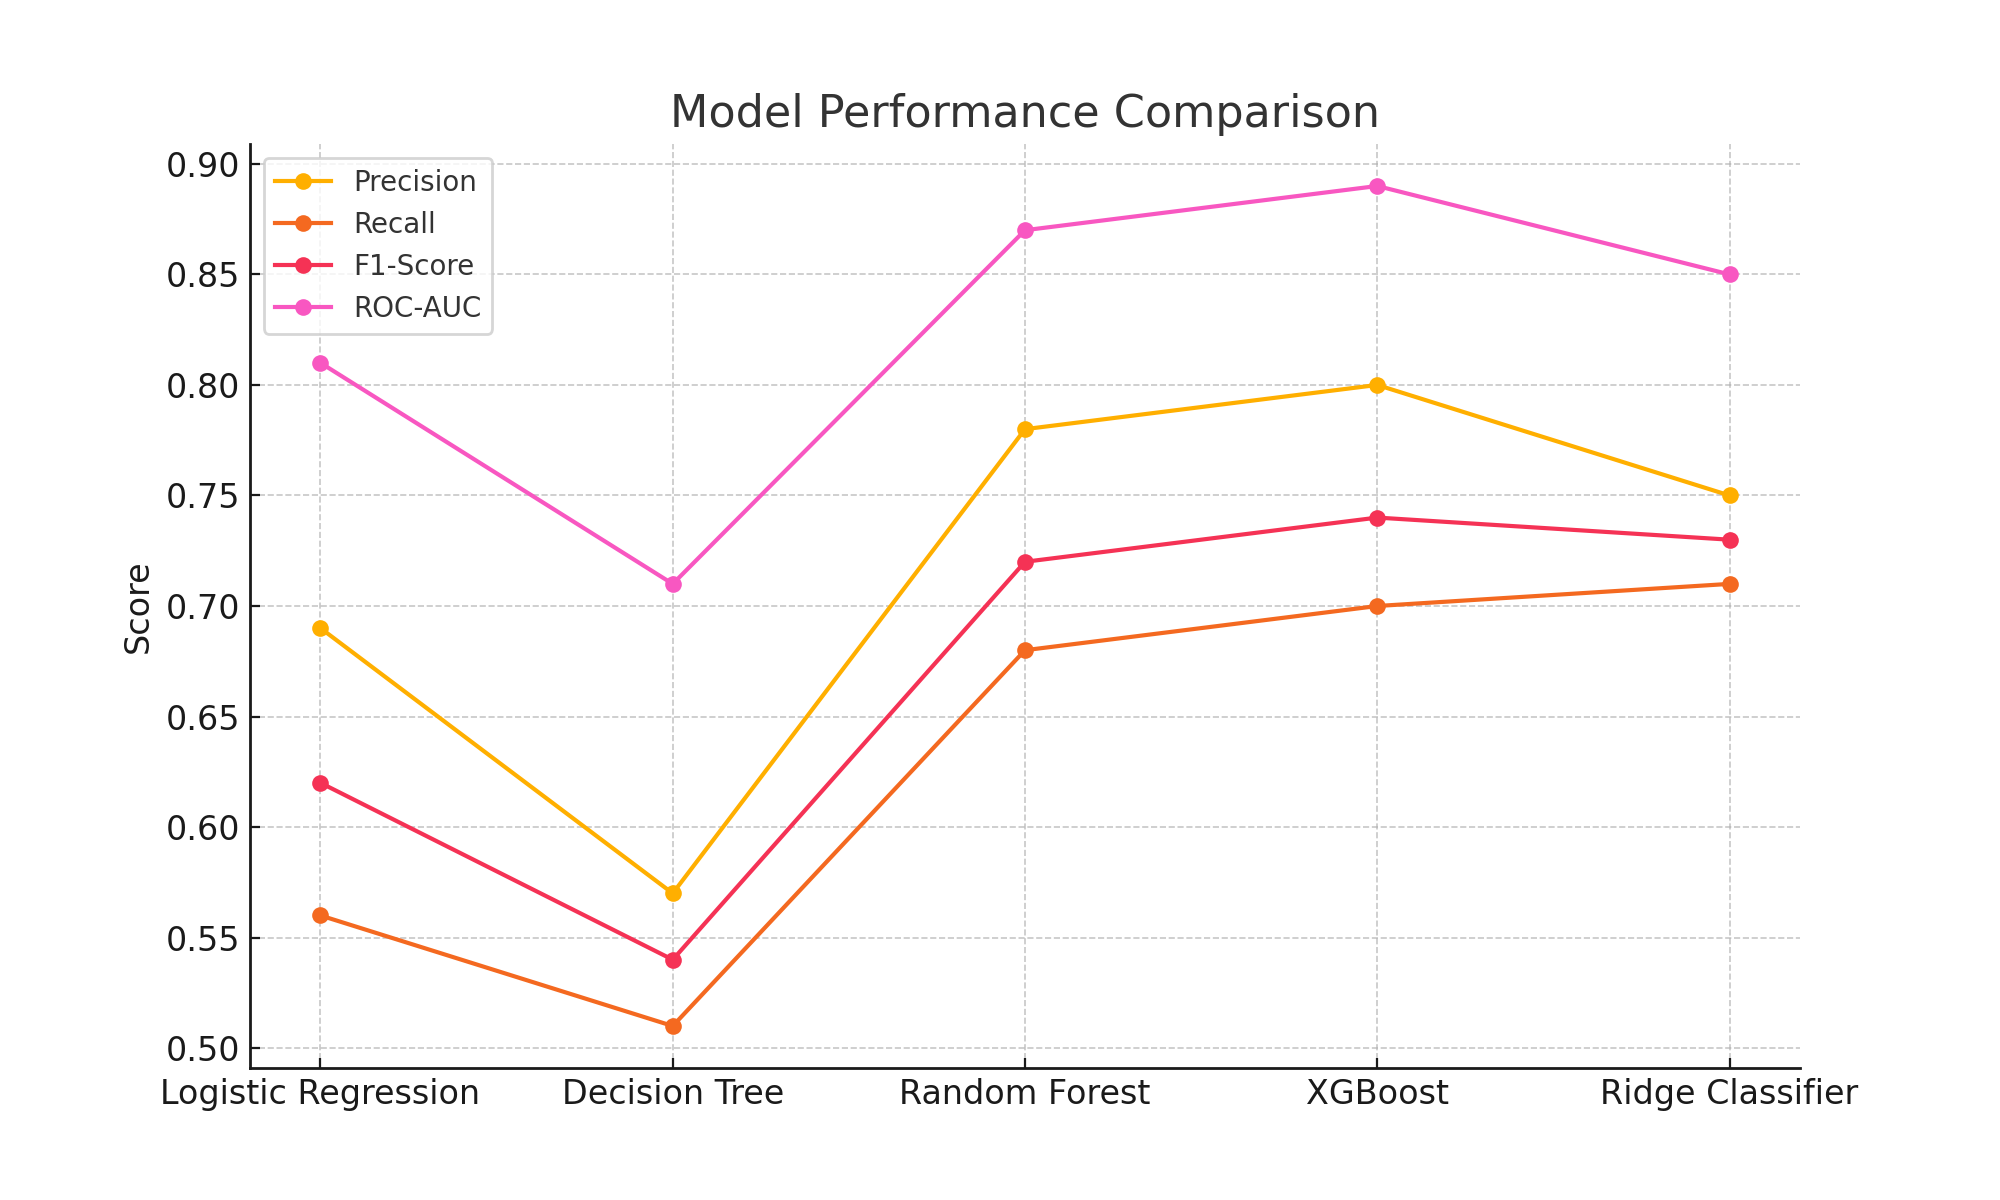 Model Performance Comparison
Precision
Recall
F1-Score
ROC-AUC
Score
0.90
0.85
0.80
0.75
0.70
0.65
0.60
0.55
0.50
Logistic Regression Decision Tree Random Forest XGBoost Ridge Classifier